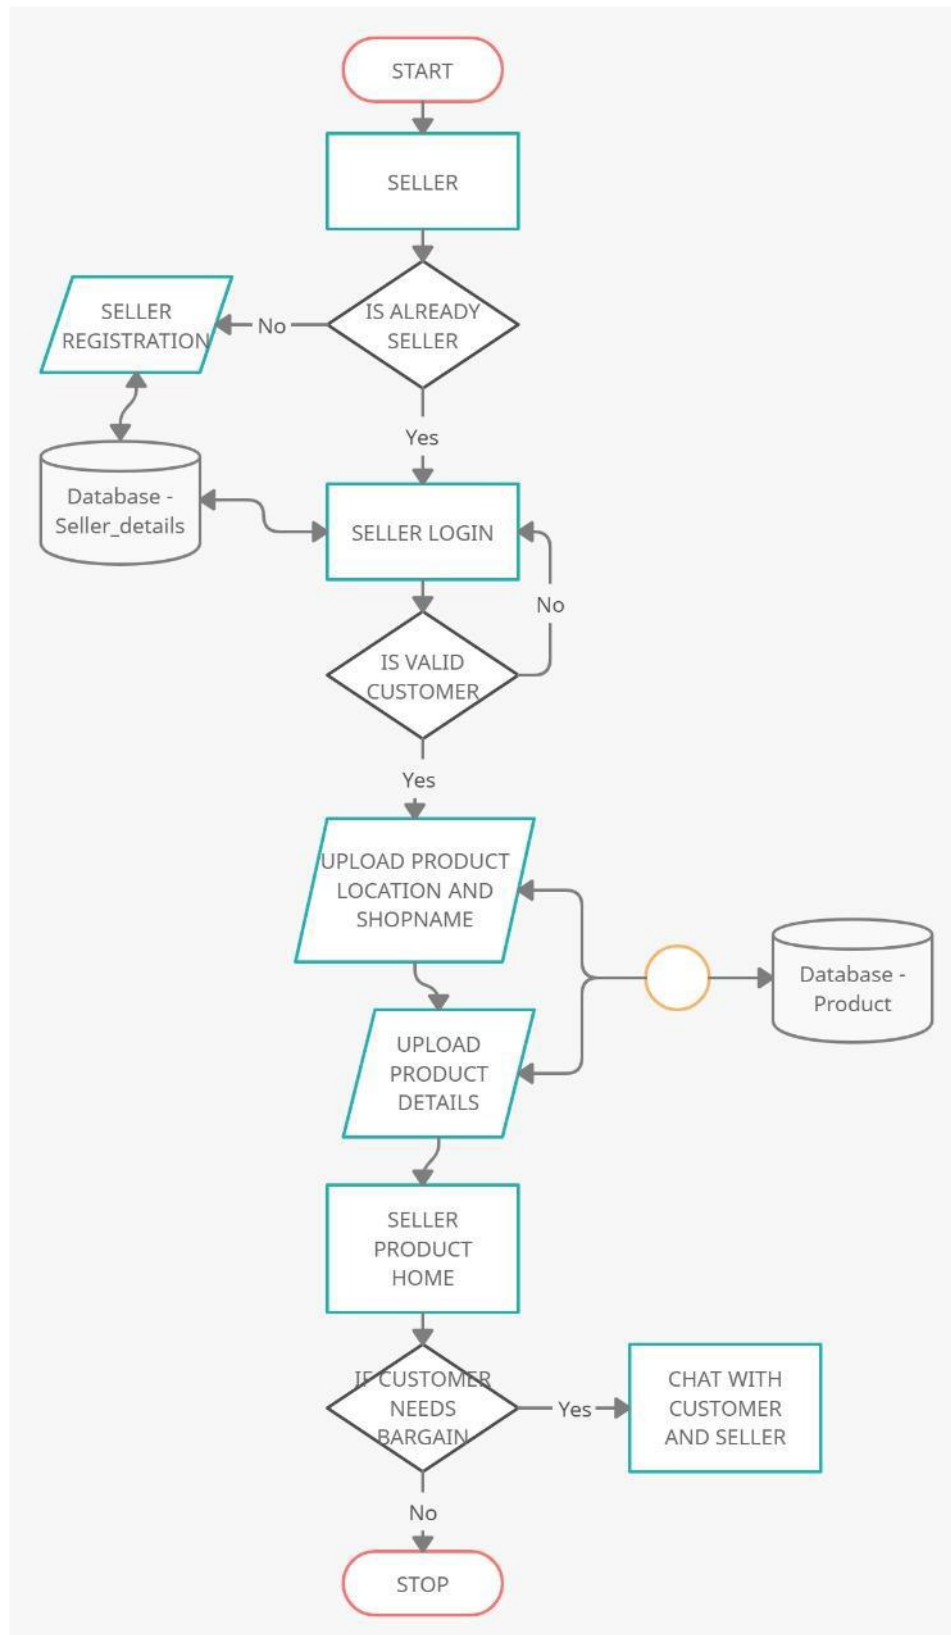 START
SELLER
IS ALREADY
SELLER
No
SELLER
REGISTRATION
Yes
Database -
Seller_details
SELLER LOGIN
No
IS VALID
CUSTOMER
Yes
UPLOAD PRODUCT
LOCATION AND
SHOPNAME
Database -
Product
UPLOAD
PRODUCT
DETAILS
SELLER
PRODUCT
HOME
IF CUSTOMER
NEEDS
BARGAIN
Yes
CHAT WITH
CUSTOMER
AND SELLER
No
STOP